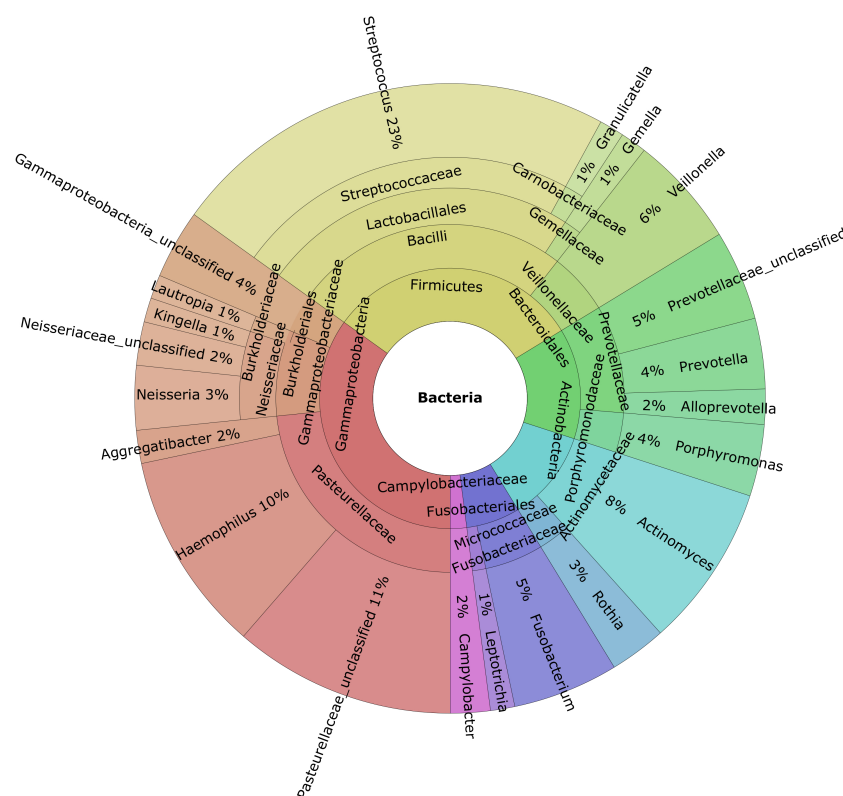 Bacteria
Firmicutes
Bacteroidales
Actinobacteria
Fusobacteriales
Campylobacteriaceae
Gammaproteobacteria
Bacilli
Lactobacillales
Streptococcaceae
Streptococcus 23%
Carnobacteriaceae
1% Granulicatella
Gemellaceae
1% Gemella
Veillonellaceae
6% Veillonella
Prevotellaceae
5% Prevotellaceae_unclassified
4% Prevotella
2% Alloprevotella
Porphyromonodaceae
4% Porphyromonas
Actinomycetaceae
8% Actinomyces
Micrococcaceae
3% Rothia
Fusobacteriaceae
5% Fusobacterium
1% Leptotrichia
2% Campylobacter
Pasteurellaceae
Pasteurellaceae_unclassified 11%
Haemophilus 10%
Aggregatibacter 2%
Gammaproteobacteriaceae
Burkholderiales
Neisseriaceae
Neisseria 3%
Neisseriaceae_unclassified 2%
Kingella 1%
Burkholderiaceae
Lautropia 1%
Gammaproteobacteria_unclassified 4%